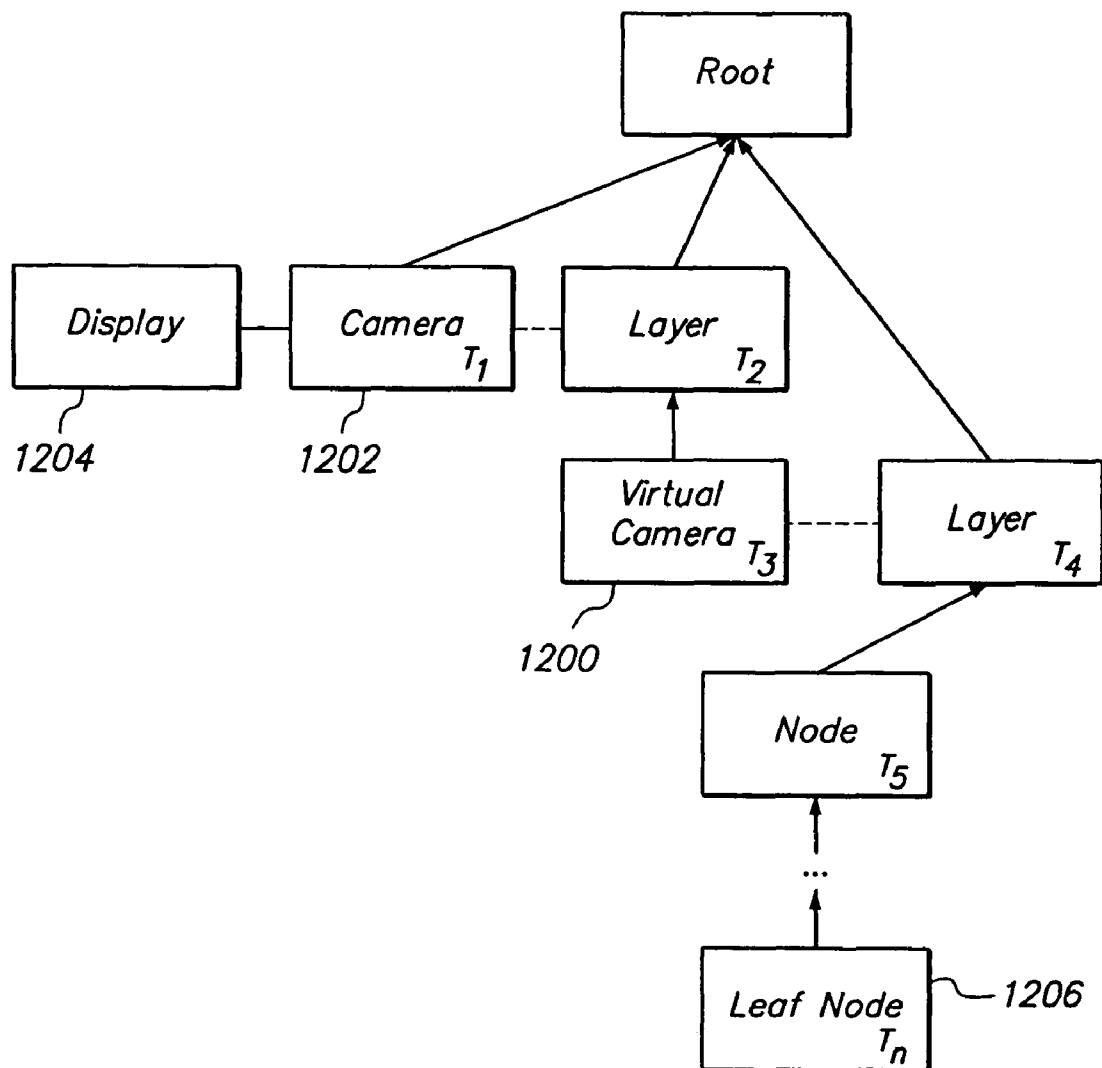 Root
Display
Camera
T1
Layer
T2
1204
1202
Virtual
Camera
T3
Layer
T4
1200
Node
T5
...
Leaf Node
Tn
1206